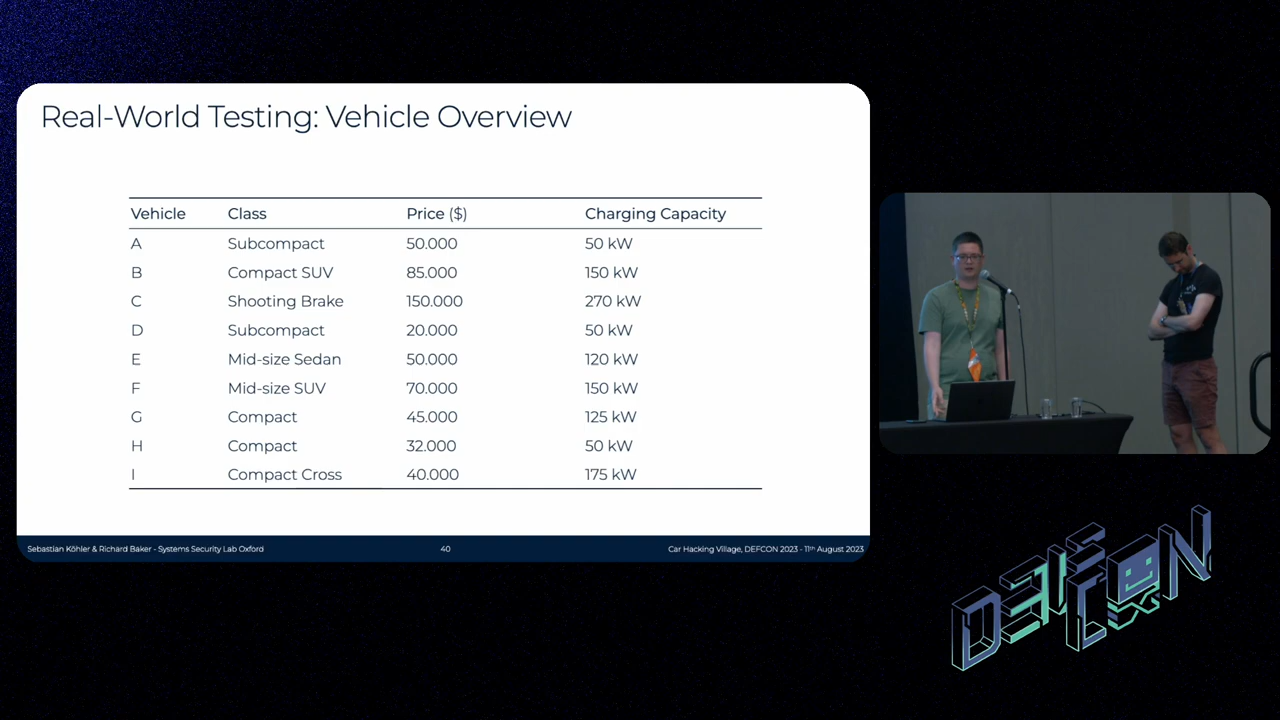 Real-World Testing: Vehicle Overview
Vehicle Class Price ($) Charging Capacity
A Subcompact 50.000 50 kW
B Compact SUV 85.000 150 kW
C Shooting Brake 150.000 270 kW
D Subcompact 20.000 50 kW
E Mid-size Sedan 50.000 120 kW
F Mid-size SUV 70.000 150 kW
G Compact 45.000 125 kW
H Compact 32.000 50 kW
I Compact Cross 40.000 175 kW
Sebastian Köhler & Richard Baker - Systems Security Lab Oxford 40 Car Hacking Village, DEFCON 2023 - 11th August 2023
DEFCON